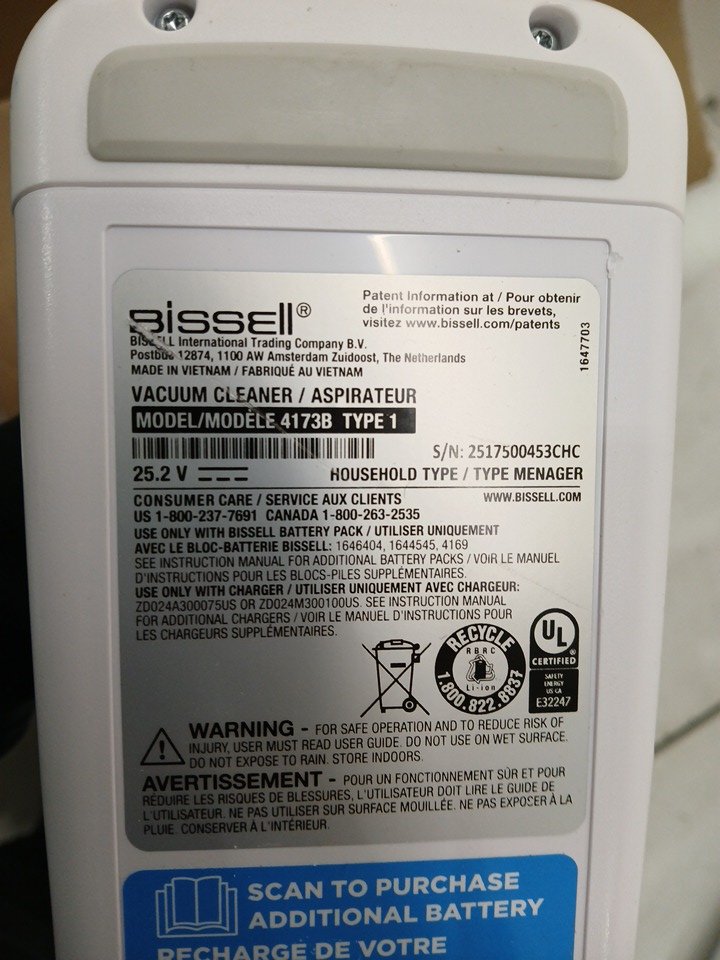 BISSELL®
Patent Information at / Pour obtenir
de l'information sur les brevets,
visitez www.bissell.com/patents
1647703
BISSELL International Trading Company B.V.
Postbus 12874, 1100 AW Amsterdam Zuidoost, The Netherlands
MADE IN VIETNAM / FABRIQUÉ AU VIETNAM
VACUUM CLEANER / ASPIRATEUR
MODEL/MODÈLE 4173B TYPE 1
S/N: 2517500453CHC
25.2 V
HOUSEHOLD TYPE / TYPE MENAGER
CONSUMER CARE / SERVICE AUX CLIENTS
WWW.BISSELL.COM
US 1-800-237-7691 CANADA 1-800-263-2535
USE ONLY WITH BISSELL BATTERY PACK / UTILISER UNIQUEMENT
AVEC LE BLOC-BATTERIE BISSELL: 1646404, 1644545, 4169
SEE INSTRUCTION MANUAL FOR ADDITIONAL BATTERY PACKS / VOIR LE MANUEL
D'INSTRUCTIONS POUR LES BLOCS-PILES SUPPLÉMENTAIRES.
USE ONLY WITH CHARGER / UTILISER UNIQUEMENT AVEC CHARGEUR:
ZD024A300075US OR ZD024M300100US. SEE INSTRUCTION MANUAL
FOR ADDITIONAL CHARGERS / VOIR LE MANUEL D'INSTRUCTIONS POUR
LES CHARGEURS SUPPLÉMENTAIRES.
RECYCLE
RBRC
Li-ion
1.800.822.8837
UL®
CERTIFIED
SAFETY
ENERGY
US CA
E32247
WARNING - FOR SAFE OPERATION AND TO REDUCE RISK OF
INJURY, USER MUST READ USER GUIDE. DO NOT USE ON WET SURFACE.
DO NOT EXPOSE TO RAIN. STORE INDOORS.
AVERTISSEMENT - POUR UN FONCTIONNEMENT SÛR ET POUR
RÉDUIRE LES RISQUES DE BLESSURES, L'UTILISATEUR DOIT LIRE LE GUIDE DE
L'UTILISATEUR. NE PAS UTILISER SUR SURFACE MOUILLÉE. NE PAS EXPOSER À LA
PLUIE. CONSERVER À L'INTÉRIEUR.
SCAN TO PURCHASE
ADDITIONAL BATTERY
RECHARGE DE VOTRE